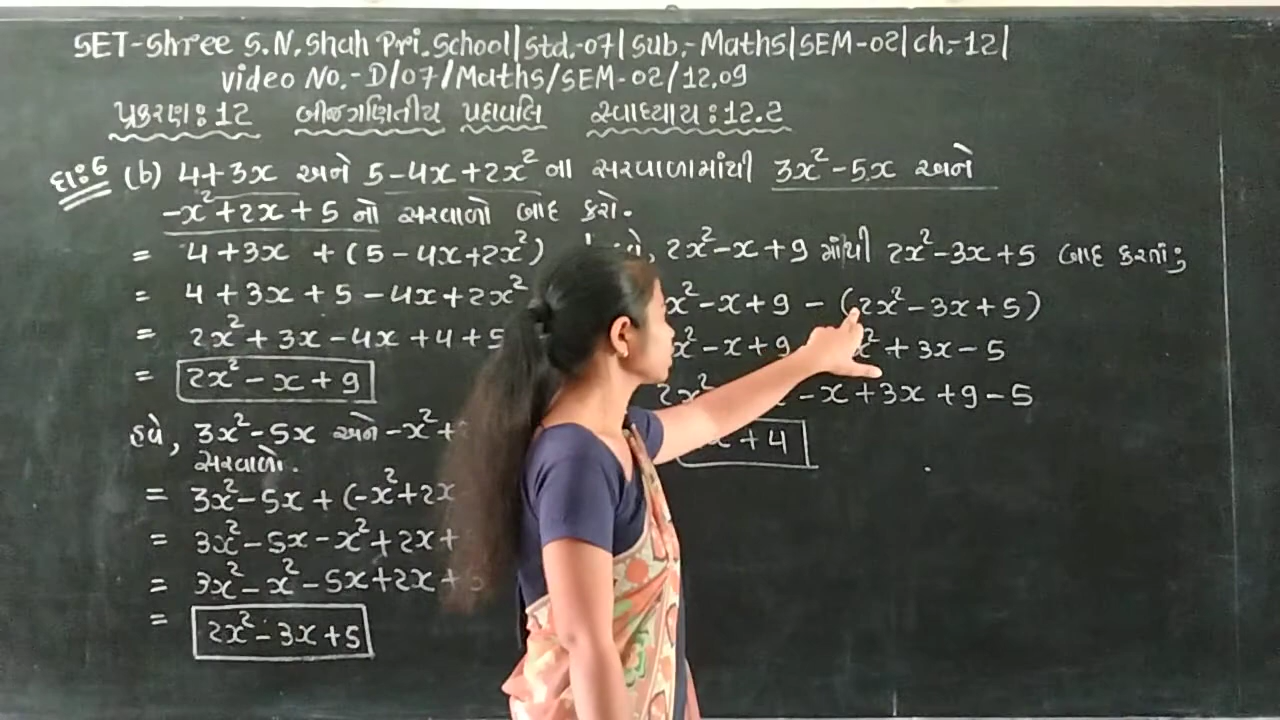 SET-Shree S.N.Shah Pri.School|Std.-07|Sub.-Maths|SEM-02|ch.-12|
Video No.-D/07/Maths/SEM-02/12.09
પ્રકરણ:12 બીજગણિતીય પદાવલિ સ્વાધ્યાય:12.2
દા:6 (b) 4+3x અને 5-4x+2x² ના સરવાળામાંથી 3x²-5x અને
-x²+2x+5 નો સરવાળો બાદ કરો.
= 4+3x +(5-4x+2x²)
= 4+3x+5-4x+2x²
= 2x²+3x-4x+4+5
= 2x²-x+9
હવે, 3x²-5x અને -x²+
સરવાળો.
= 3x²-5x+(-x²+2x
= 3x²-5x-x²+2x+
= 3x²-x²-5x+2x+
= 2x²-3x+5
, 2x²-x+9 માંથી 2x²-3x+5 બાદ કરતાં;
x²-x+9-(2x²-3x+5)
x²-x+9 x²+3x-5
2x² -x+3x+9-5
x+4